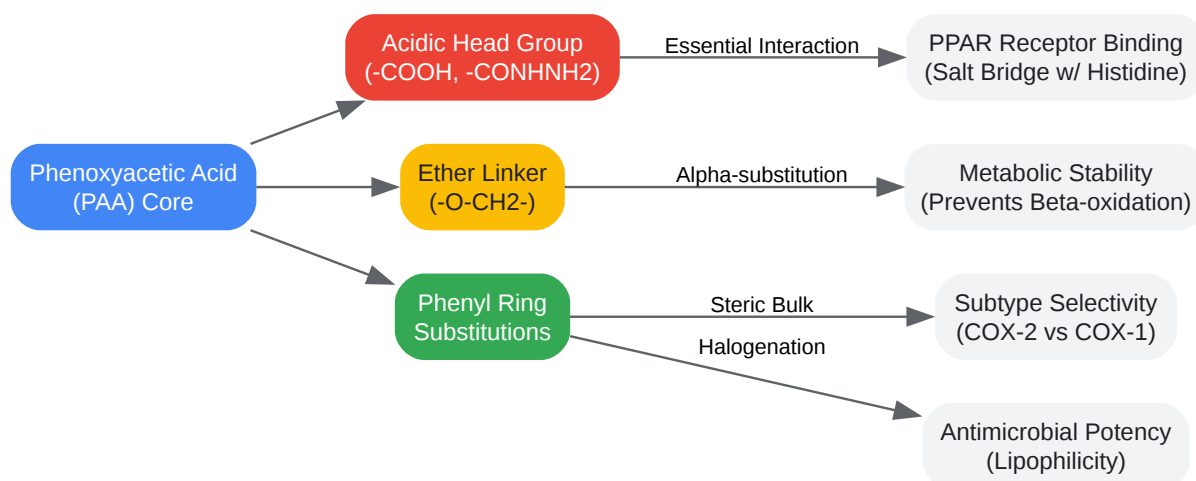 Acidic Head Group
(-COOH, -CONHNH2)
Essential Interaction
PPAR Receptor Binding
(Salt Bridge w/ Histidine)
Phenoxyacetic Acid
(PAA) Core
Ether Linker
(-O-CH2-)
Alpha-substitution
Metabolic Stability
(Prevents Beta-oxidation)
Phenyl Ring
Substitutions
Steric Bulk
Subtype Selectivity
(COX-2 vs COX-1)
Halogenation
Antimicrobial Potency
(Lipophilicity)